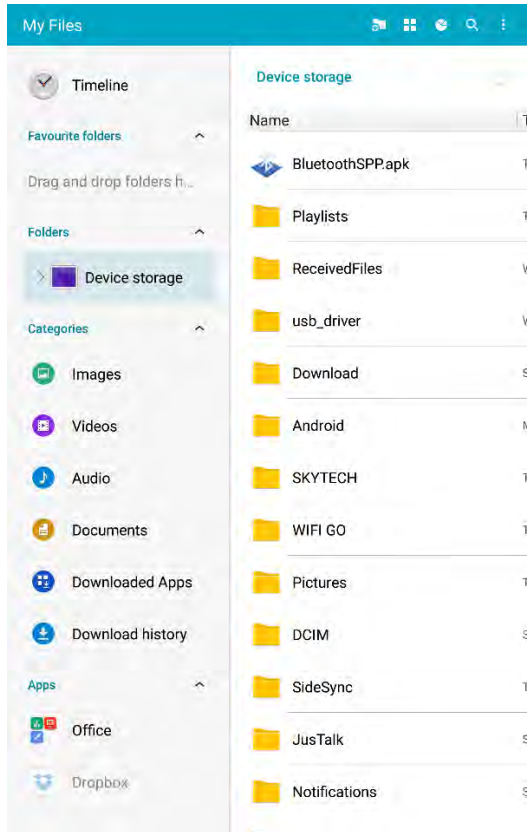 My Files
Timeline
Favourite folders
Drag and drop folders h...
Folders
Device storage
Categories
Images
Videos
Audio
Documents
Downloaded Apps
Download history
Apps
Office
Dropbox
Device storage
Name
BluetoothSPP.apk
Playlists
ReceivedFiles
usb_driver
Download
Android
SKYTECH
WIFI GO
Pictures
DCIM
SideSync
JusTalk
Notifications